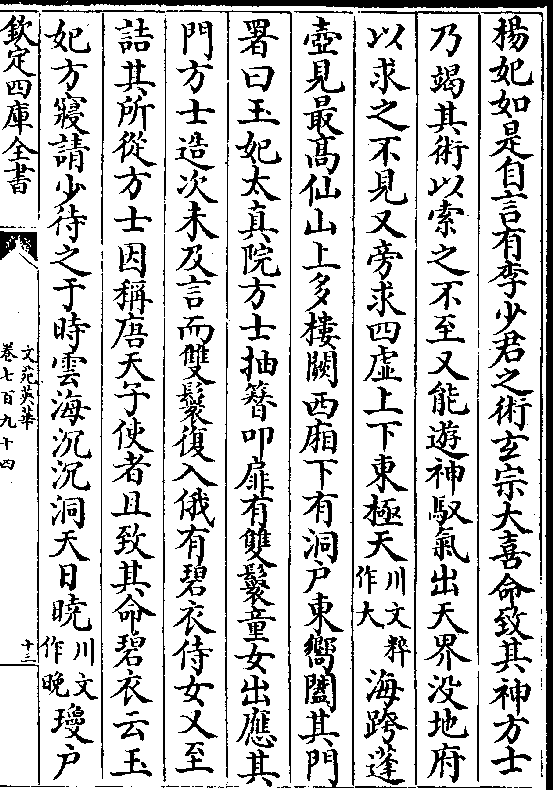 楊妃如是自言有李少君之術玄宗大喜命致其神方士
乃竭其術以索之不至又能遊神馭氣出天界没地府
以求之不見又旁求四虛上下東極天川文粹作大海跨蓬
壺見最高仙山上多樓闕西廂下有洞户東嚮闔其門
署曰玉妃太真院方士抽簪叩扉有雙鬟童女出應其
門方士造次未及言而雙鬟復入俄有碧衣侍女又至
詰其所從方士因稱唐天子使者且致其命碧衣云玉
妃方寢請少待之于時雲海沉沉洞天日曉川文作晚瓊户
欽定四庫全書
文苑英華
卷七百九十四
十三